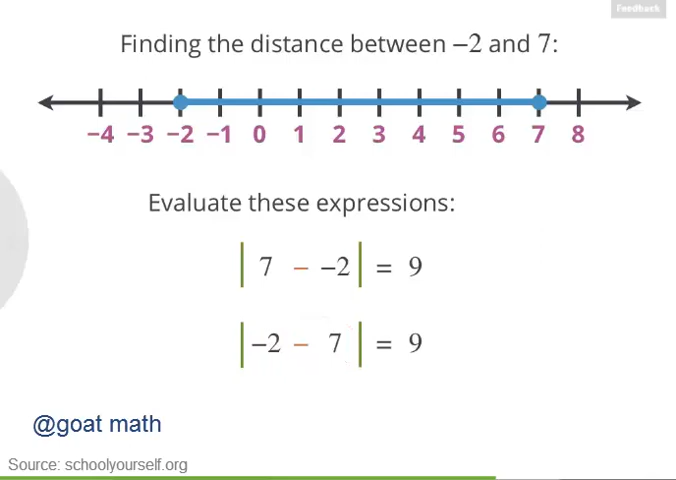 Feedback
Finding the distance between −2 and 7:
−4 −3 −2 −1 0 1 2 3 4 5 6 7 8
Evaluate these expressions:
| 7 − −2 | = 9
| −2 − 7 | = 9
@goat math
Source: schoolyourself.org